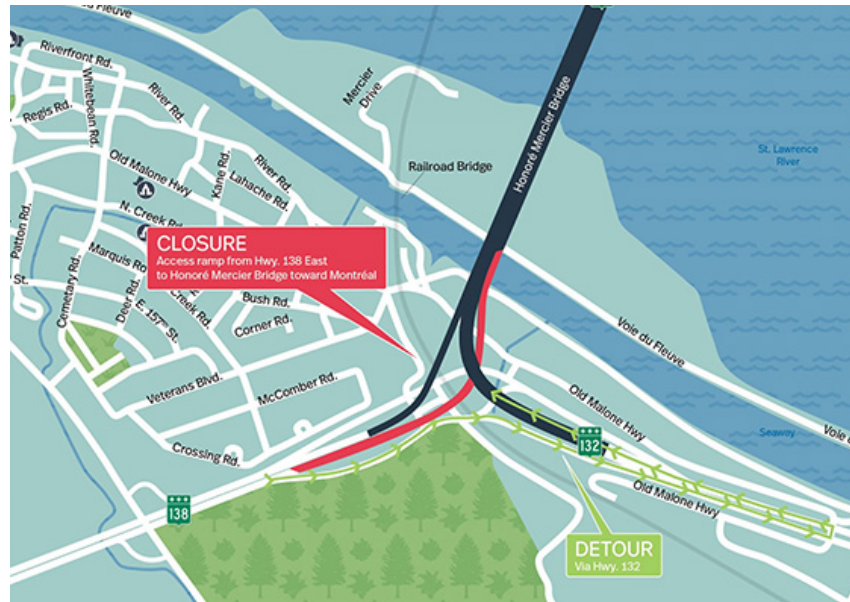 Riverfront Rd.
Whitebean Rd.
Regis Rd.
River Rd.
Mercier
Drive
Honoré Mercier Bridge
St. Lawrence
River
Old Malone Hwy
Kane Rd.
River Rd.
Lahache Rd.
Railroad Bridge
Patton Rd.
N. Creek Rd.
CLOSURE
Access ramp from Hwy. 138 East
to Honoré Mercier Bridge toward Montréal
Marquis
Cemetary Rd.
Deer Rd.
Creek Rd.
E. 157th St.
St.
Bush Rd.
Corner Rd.
Voie du Fleuve
Veterans Blvd.
McComber Rd.
Old Malone Hwy
Crossing Rd.
132
Seaway
Voie
Old Malone Hwy
138
DETOUR
Via Hwy. 132